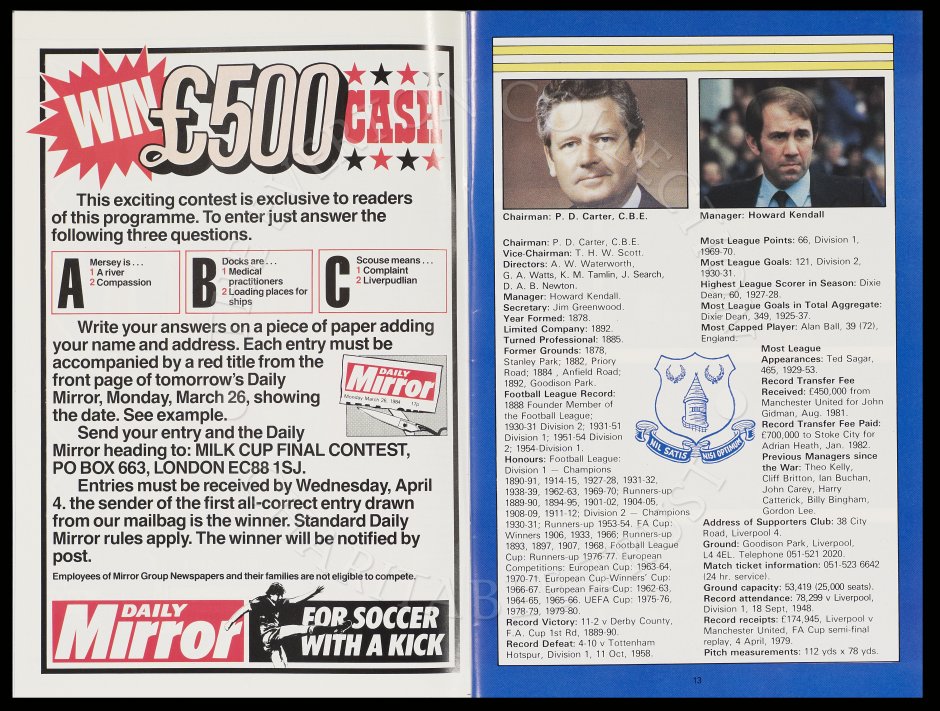 WIN £500 CASH
This exciting contest is exclusive to readers
of this programme. To enter just answer the
following three questions.
A
Mersey is . . .
1 A river
2 Compassion
B
Docks are . . .
1 Medical
practitioners
2 Loading places for
ships
C
Scouse means . . .
1 Complaint
2 Liverpudlian
Write your answers on a piece of paper adding
your name and address. Each entry must be
accompanied by a red title from the
front page of tomorrow's Daily
Mirror, Monday, March 26, showing
the date. See example.
DAILY
Mirror
Monday March 26, 1984 17p
Send your entry and the Daily
Mirror heading to: MILK CUP FINAL CONTEST,
PO BOX 663, LONDON EC88 1SJ.
Entries must be received by Wednesday, April
4. the sender of the first all-correct entry drawn
from our mailbag is the winner. Standard Daily
Mirror rules apply. The winner will be notified by
post.
Employees of Mirror Group Newspapers and their families are not eligible to compete.
DAILY
Mirror
FOR SOCCER
WITH A KICK
Chairman: P. D. Carter, C.B.E.
Manager: Howard Kendall
Chairman: P. D. Carter, C.B.E.
Vice-Chairman: T. H. W. Scott.
Directors: A. W. Waterworth,
G. A. Watts, K. M. Tamlin, J. Search,
D. A. B. Newton.
Manager: Howard Kendall.
Secretary: Jim Greenwood.
Year Formed: 1878.
Limited Company: 1892.
Turned Professional: 1885.
Former Grounds: 1878,
Stanley Park; 1882, Priory
Road; 1884 , Anfield Road;
1892, Goodison Park.
Football League Record:
1888 Founder Member of
the Football League;
1930-31 Division 2; 1931-51
Division 1; 1951-54 Division
2; 1954-Division 1.
Honours: Football League:
Division 1 — Champions
1890-91, 1914-15, 1927-28, 1931-32,
1938-39, 1962-63, 1969-70; Runners-up
1889-90, 1894-95, 1901-02, 1904-05,
1908-09, 1911-12; Division 2 — Champions
1930-31; Runners-up 1953-54. FA Cup:
Winners 1906, 1933, 1966; Runners-up
1893, 1897, 1907, 1968. Football League
Cup: Runners-up 1976-77. European
Competitions: European Cup: 1963-64,
1970-71. European Cup-Winners' Cup:
1966-67. European Fairs-Cup: 1962-63,
1964-65, 1965-66. UEFA Cup: 1975-76,
1978-79, 1979-80.
Record Victory: 11-2 v Derby County,
F.A. Cup 1st Rd, 1889-90.
Record Defeat: 4-10 v Tottenham
Hotspur, Division 1, 11 Oct, 1958.
Most League Points: 66, Division 1,
1969-70.
Most League Goals: 121, Division 2,
1930-31.
Highest League Scorer in Season: Dixie
Dean, 60, 1927-28.
Most League Goals in Total Aggregate:
Dixie Dean, 349, 1925-37.
Most Capped Player: Alan Ball, 39 (72),
England.
Most League
Appearances: Ted Sagar,
465, 1929-53.
Record Transfer Fee
Received: £450,000 from
Manchester United for John
Gidman, Aug. 1981.
Record Transfer Fee Paid:
£700,000 to Stoke City for
Adrian Heath, Jan. 1982.
Previous Managers since
the War: Theo Kelly,
Cliff Britton, Ian Buchan,
John Carey, Harry
Catterick, Billy Bingham,
Gordon Lee.
NIL SATIS NISI OPTIMUM
Address of Supporters Club: 38 City
Road, Liverpool 4.
Ground: Goodison Park, Liverpool,
L4 4EL. Telephone 051-521 2020.
Match ticket information: 051-523 6642
(24 hr. service).
Ground capacity: 53,419 (25,000 seats).
Record attendance: 78,299 v Liverpool,
Division 1, 18 Sept, 1948.
Record receipts: £174,945, Liverpool v
Manchester United, FA Cup semi-final
replay, 4 April, 1979.
Pitch measurements: 112 yds x 78 yds.
13